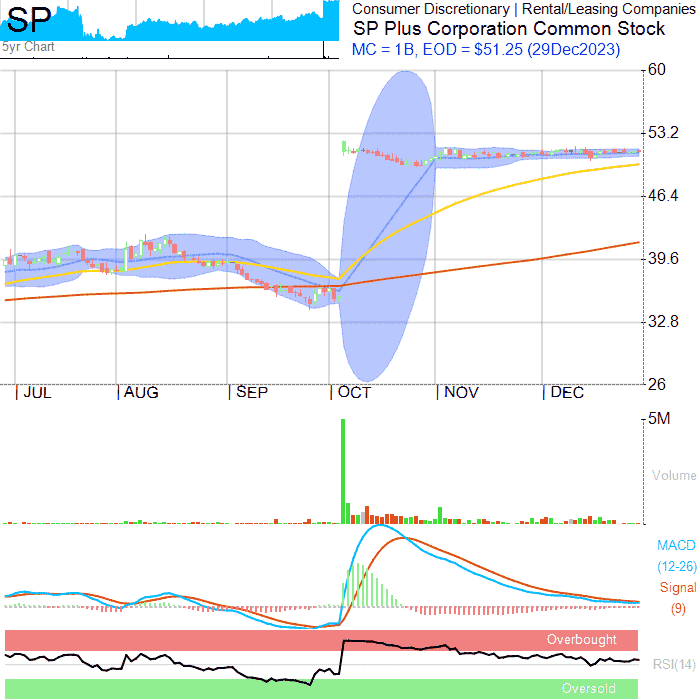 SP
5yr Chart
Consumer Discretionary | Rental/Leasing Companies
SP Plus Corporation Common Stock
MC = 1B, EOD = $51.25 (29Dec2023)
60
53.2
46.4
39.6
32.8
26
JUL
AUG
SEP
OCT
NOV
DEC
5M
Volume
MACD
(12-26)
Signal
(9)
Overbought
RSI(14)
Oversold